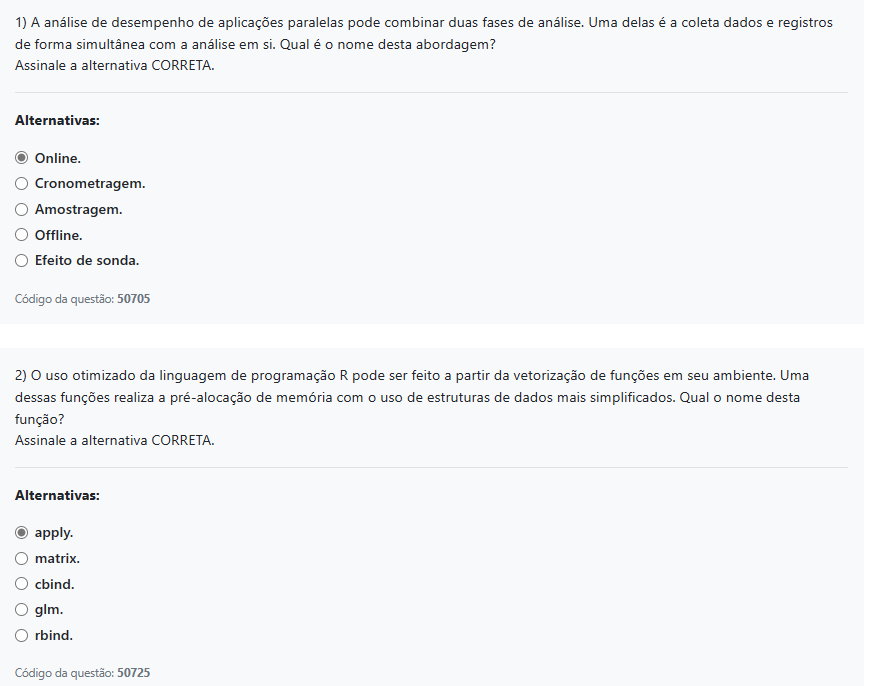 1) A análise de desempenho de aplicações paralelas pode combinar duas fases de análise. Uma delas é a coleta dados e registros
de forma simultânea com a análise em si. Qual é o nome desta abordagem?
Assinale a alternativa CORRETA.
Alternativas:
Online.
Cronometragem.
Amostragem.
Offline.
Efeito de sonda.
Código da questão: 50705
2) O uso otimizado da linguagem de programação R pode ser feito a partir da vetorização de funções em seu ambiente. Uma
dessas funções realiza a pré-alocação de memória com o uso de estruturas de dados mais simplificados. Qual o nome desta
função?
Assinale a alternativa CORRETA.
Alternativas:
apply.
matrix.
cbind.
glm.
rbind.
Código da questão: 50725